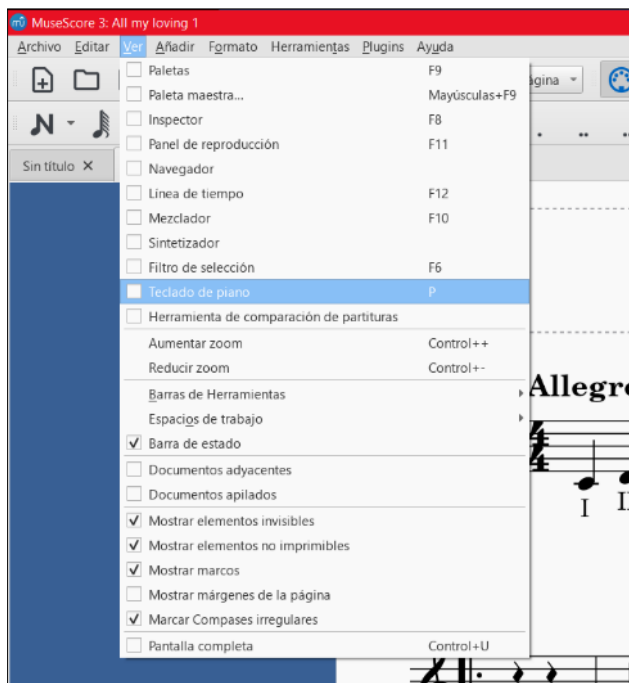 MuseScore 3: All my loving 1
Archivo Editar Ver Añadir Formato Herramientas Plugins Ayuda
Paletas F9
Paleta maestra... Mayúsculas+F9
Inspector F8
Panel de reproducción F11
Navegador
Línea de tiempo F12
Mezclador F10
Sintetizador
Filtro de selección F6
Teclado de piano P
Herramienta de comparación de partituras
Aumentar zoom Control++
Reducir zoom Control+-
Barras de Herramientas
Espacios de trabajo
Barra de estado
Documentos adyacentes
Documentos apilados
Mostrar elementos invisibles
Mostrar elementos no imprimibles
Mostrar marcos
Mostrar márgenes de la página
Marcar Compases irregulares
Pantalla completa Control+U
ágina
Sin título
Allegr
4
4
I